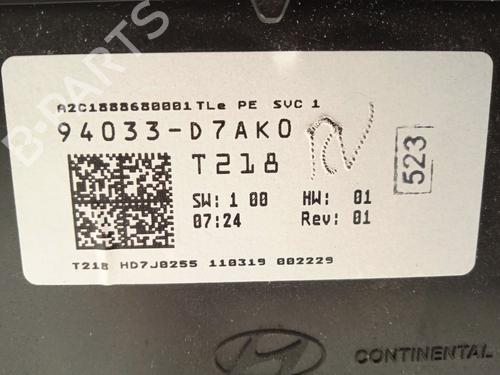 A2C1888680001 TLe PE SVC 1
94033-D7AK0
T218
SW: 1 00 HW: 01
07:24 Rev: 01
523
T218 HD7J0255 110319 002229
CONTINENTAL
B-Parts